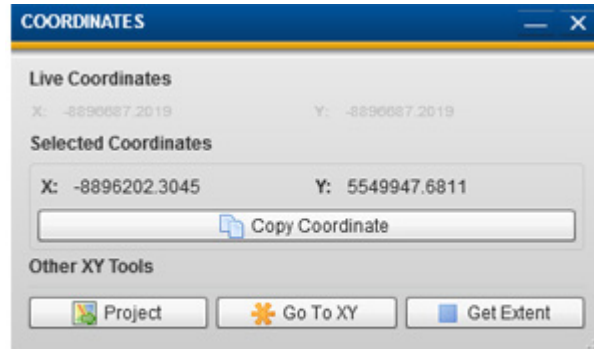 COORDINATES
Live Coordinates
X: -8896687.2019 Y: -8896687.2019
Selected Coordinates
X: -8896202.3045 Y: 5549947.6811
Copy Coordinate
Other XY Tools
Project Go To XY Get Extent